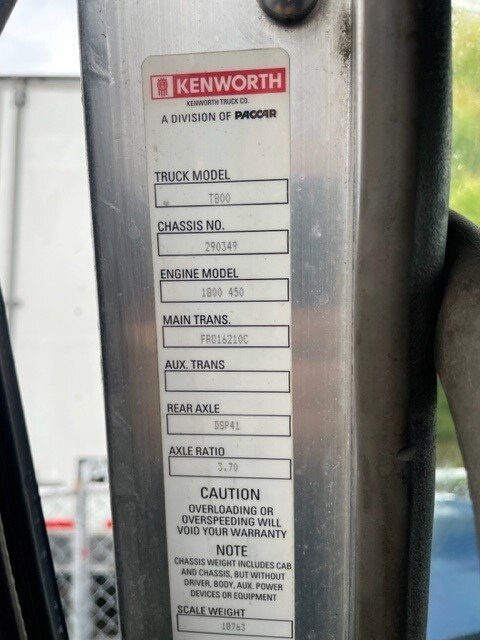 KENWORTH
KENWORTH TRUCK CO.
A DIVISION OF PACCAR
TRUCK MODEL
T800
CHASSIS NO.
290349
ENGINE MODEL
1800 450
MAIN TRANS.
FRO16210C
AUX. TRANS
REAR AXLE
DSP41
AXLE RATIO
3.70
CAUTION
OVERLOADING OR
OVERSPEEDING WILL
VOID YOUR WARRANTY
NOTE
CHASSIS WEIGHT INCLUDES CAB
AND CHASSIS, BUT WITHOUT
DRIVER, BODY, AUX. POWER
DEVICES OR EQUIPMENT
SCALE WEIGHT
18763